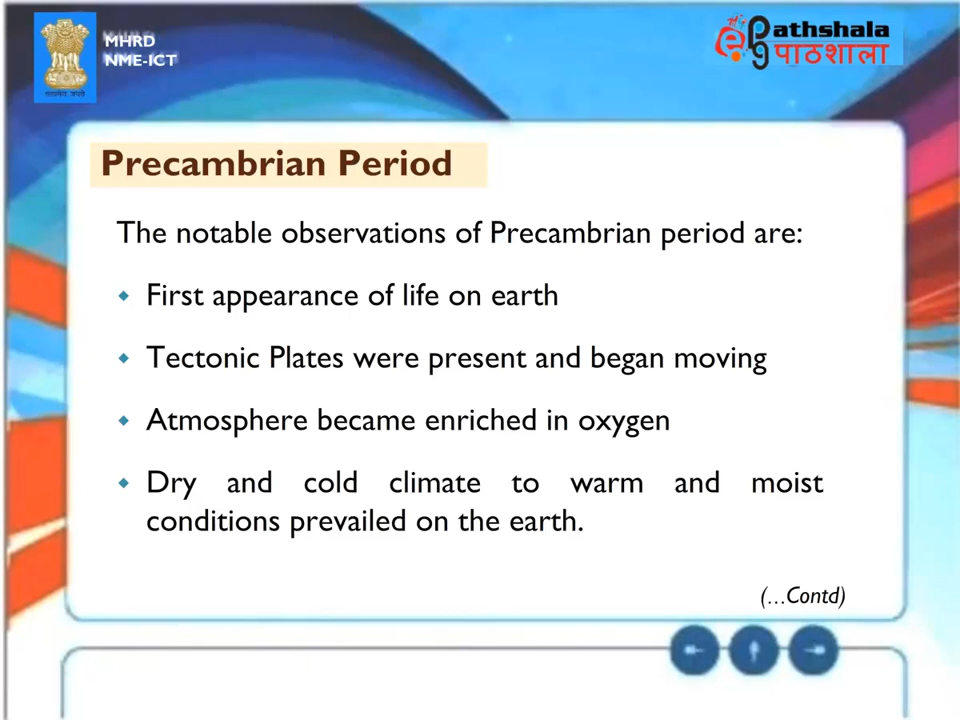 MHRD
NME-ICT
ePG athshala
पाठशाला
Precambrian Period
The notable observations of Precambrian period are:
First appearance of life on earth
Tectonic Plates were present and began moving
Atmosphere became enriched in oxygen
Dry and cold climate to warm and moist
conditions prevailed on the earth.
(...Contd)